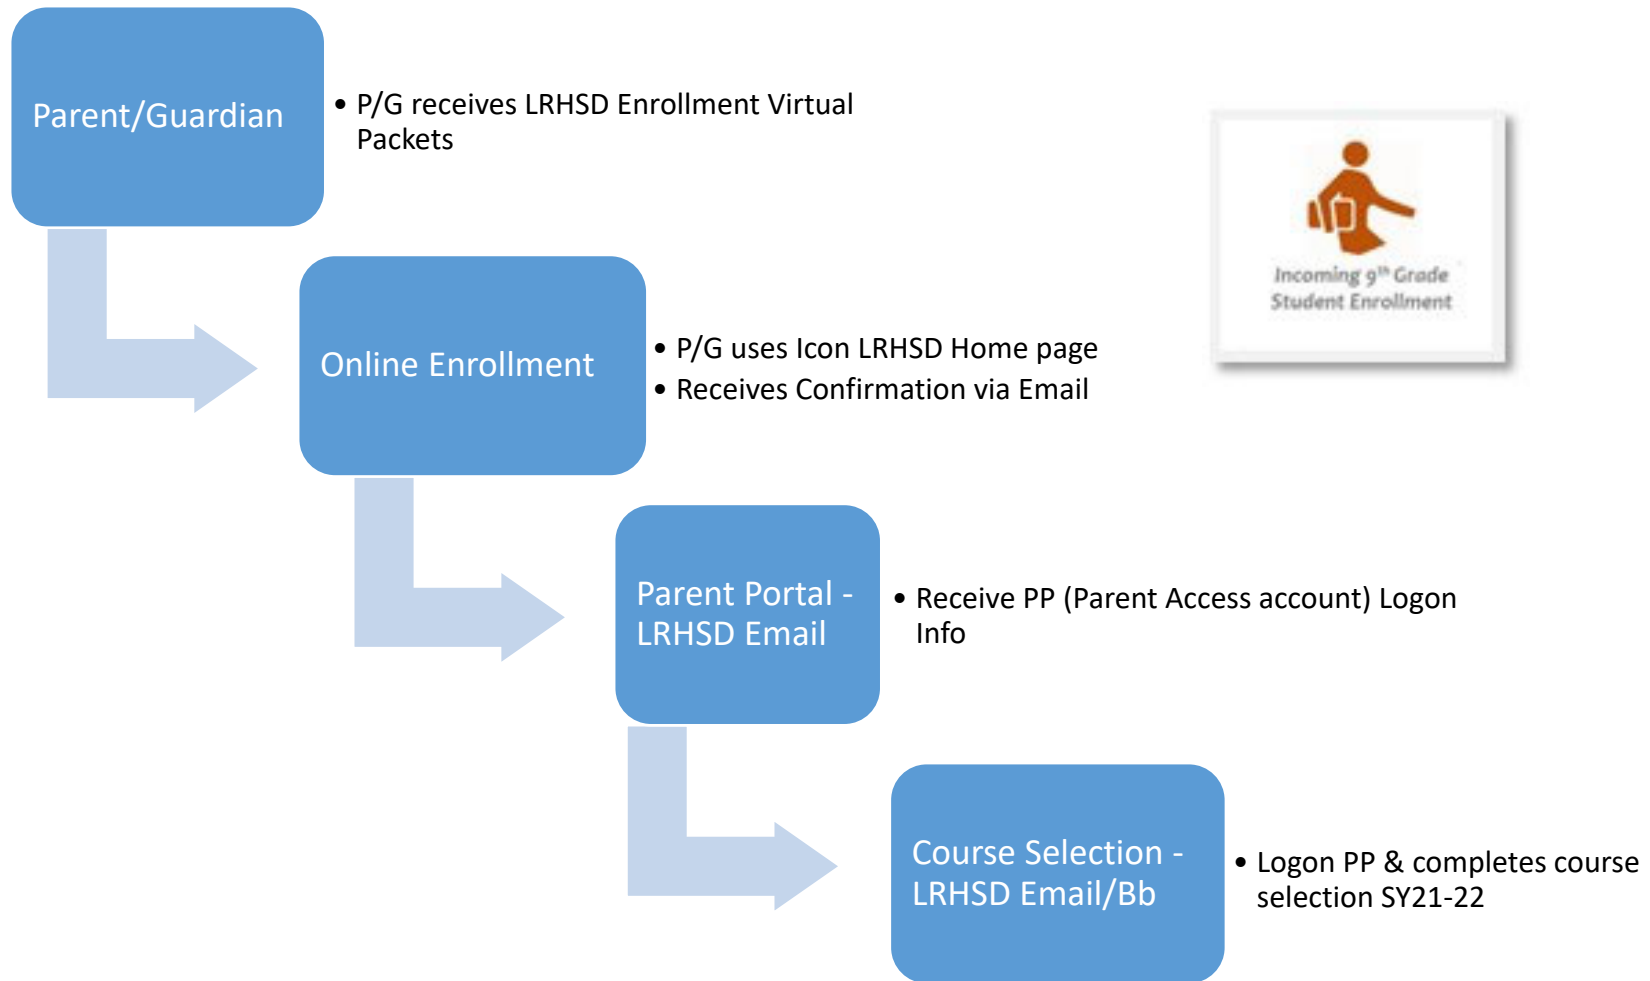 Parent/Guardian
• P/G receives LRHSD Enrollment Virtual
Packets
Incoming 9th Grade
Student Enrollment
Online Enrollment
• P/G uses Icon LRHSD Home page
• Receives Confirmation via Email
Parent Portal -
LRHSD Email
• Receive PP (Parent Access account) Logon
Info
Course Selection -
LRHSD Email/Bb
• Logon PP & completes course
selection SY21-22